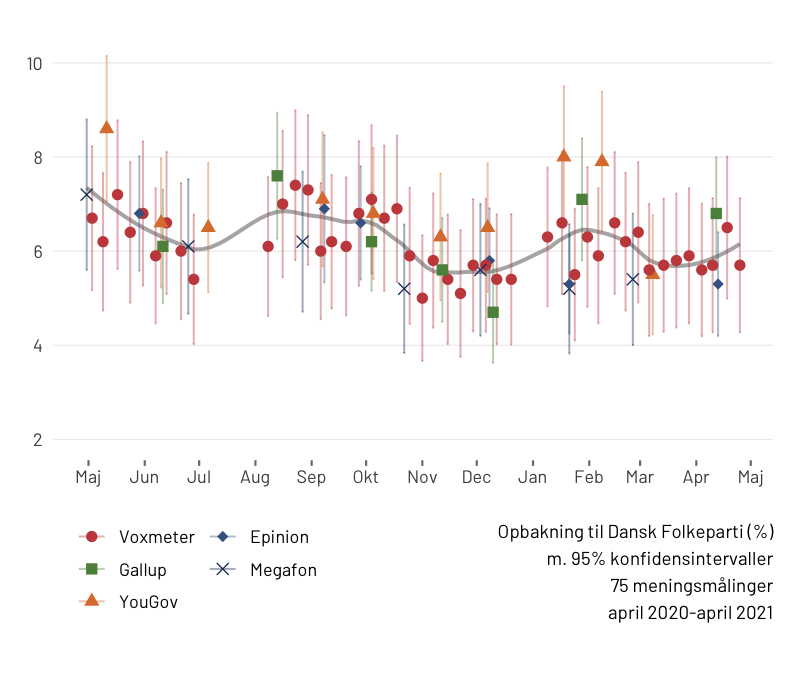 10
8
6
4
2
Maj Jun Jul Aug Sep Okt Nov Dec Jan Feb Mar Apr Maj
Voxmeter Epinion
Gallup Megafon
YouGov
Opbakning til Dansk Folkeparti (%)
m. 95% konfidensintervaller
75 meningsmålinger
april 2020-april 2021